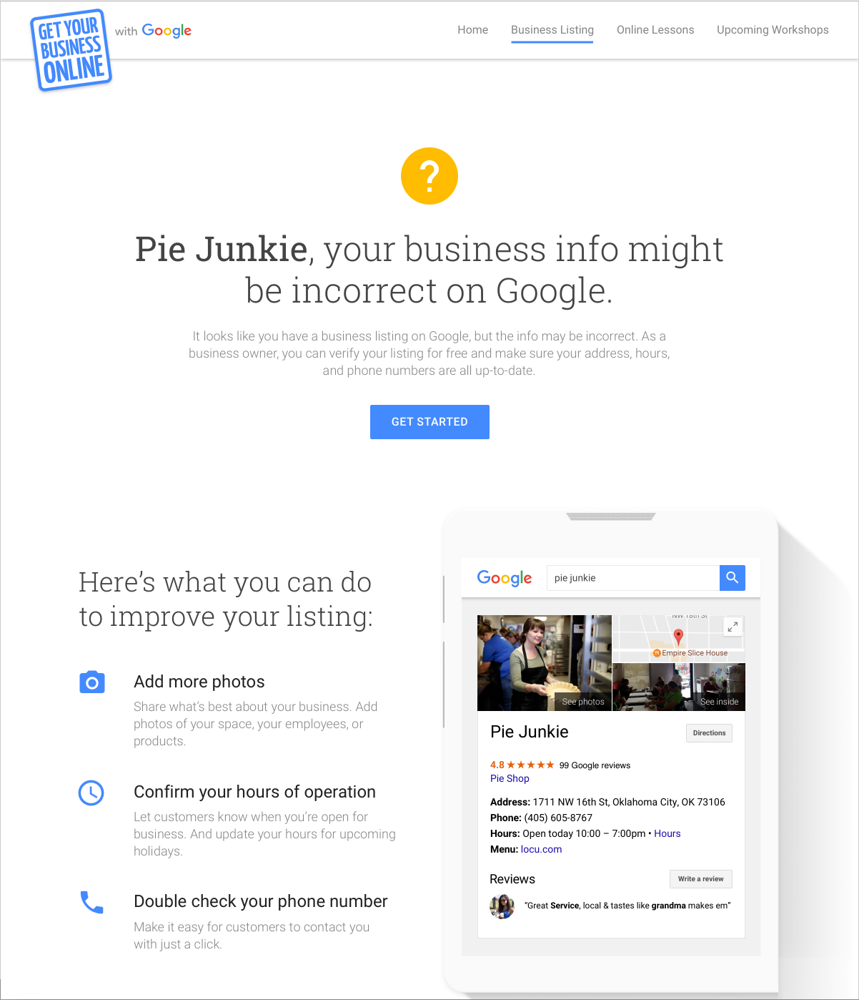 GET YOUR
BUSINESS
ONLINE
with Google
Home
Business Listing
Online Lessons
Upcoming Workshops
?
Pie Junkie, your business info might
be incorrect on Google.
It looks like you have a business listing on Google, but the info may be incorrect. As a
business owner, you can verify your listing for free and make sure your address, hours,
and phone numbers are all up-to-date.
GET STARTED
Here’s what you can do
to improve your listing:
Add more photos
Share what’s best about your business. Add
photos of your space, your employees, or
products.
Confirm your hours of operation
Let customers know when you’re open for
business. And update your hours for upcoming
holidays.
Double check your phone number
Make it easy for customers to contact you
with just a click.
Google
pie junkie
NW 18th St
Empire Slice House
See photos
See inside
Pie Junkie
Directions
4.8 ★★★★★ 99 Google reviews
Pie Shop
Address: 1711 NW 16th St, Oklahoma City, OK 73106
Phone: (405) 605-8767
Hours: Open today 10:00 – 7:00pm • Hours
Menu: locu.com
Reviews
Write a review
“Great Service, local & tastes like grandma makes em”